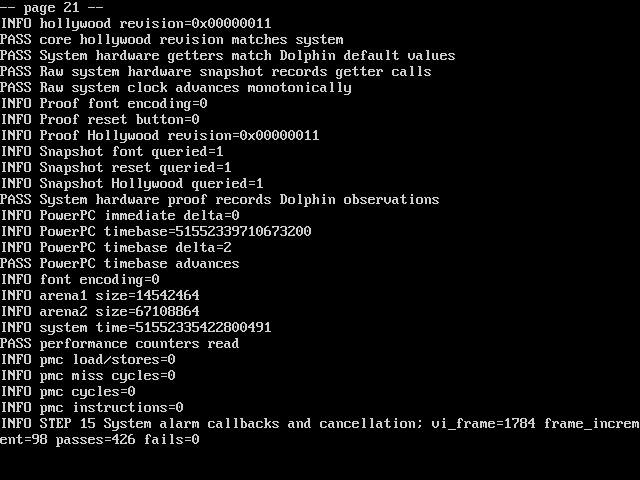 -- page 21 --
INFO hollywood revision=0x00000011
PASS core hollywood revision matches system
PASS System hardware getters match Dolphin default values
PASS Raw system hardware snapshot records getter calls
PASS Raw system clock advances monotonically
INFO Proof font encoding=0
INFO Proof reset button=0
INFO Proof Hollywood revision=0x00000011
INFO Snapshot font queried=1
INFO Snapshot reset queried=1
INFO Snapshot Hollywood queried=1
PASS System hardware proof records Dolphin observations
INFO PowerPC immediate delta=0
INFO PowerPC timebase=51552339710673200
INFO PowerPC timebase delta=2
PASS PowerPC timebase advances
INFO font encoding=0
INFO arena1 size=14542464
INFO arena2 size=67108864
INFO system time=51552335422800491
PASS performance counters read
INFO pmc load/stores=0
INFO pmc miss cycles=0
INFO pmc cycles=0
INFO pmc instructions=0
INFO STEP 15 System alarm callbacks and cancellation; vi_frame=1784 frame_increm
ent=98 passes=426 fails=0